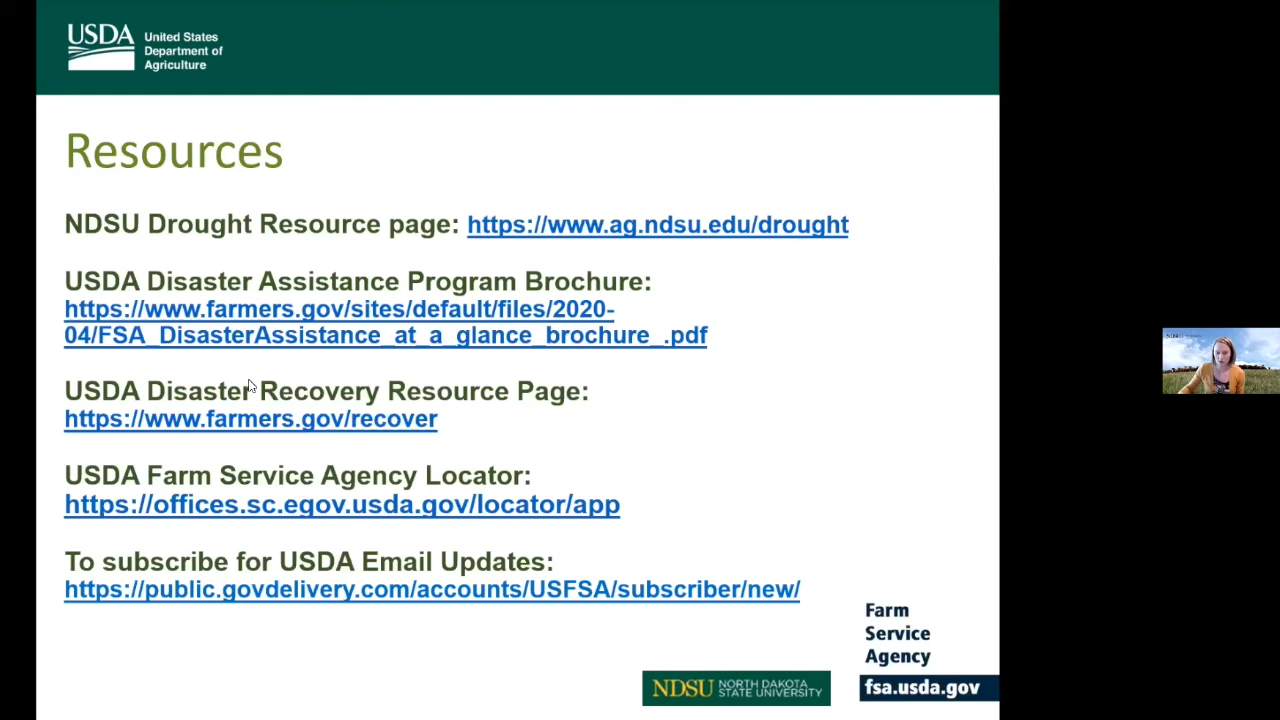 USDA
United States
Department of
Agriculture
Resources
NDSU Drought Resource page: https://www.ag.ndsu.edu/drought
USDA Disaster Assistance Program Brochure:
https://www.farmers.gov/sites/default/files/2020-
04/FSA_DisasterAssistance_at_a_glance_brochure_.pdf
USDA Disaster Recovery Resource Page:
https://www.farmers.gov/recover
USDA Farm Service Agency Locator:
https://offices.sc.egov.usda.gov/locator/app
To subscribe for USDA Email Updates:
https://public.govdelivery.com/accounts/USFSA/subscriber/new/
Farm
Service
Agency
fsa.usda.gov
NDSU NORTH DAKOTA
STATE UNIVERSITY